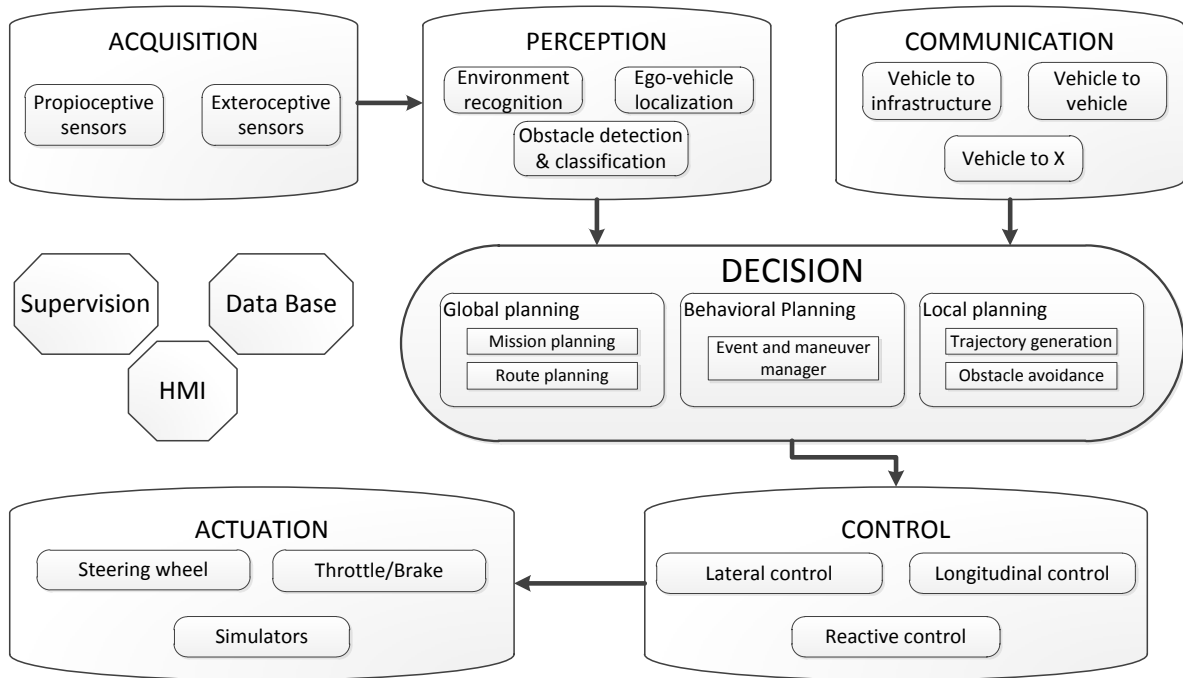 ACQUISITION
Propioceptive
sensors
Exteroceptive
sensors
PERCEPTION
Environment
recognition
Ego-vehicle
localization
Obstacle detection
& classification
COMMUNICATION
Vehicle to
infrastructure
Vehicle to
vehicle
Vehicle to X
Supervision
Data Base
HMI
DECISION
Global planning
Mission planning
Route planning
Behavioral Planning
Event and maneuver
manager
Local planning
Trajectory generation
Obstacle avoidance
ACTUATION
Steering wheel
Throttle/Brake
Simulators
CONTROL
Lateral control
Longitudinal control
Reactive control